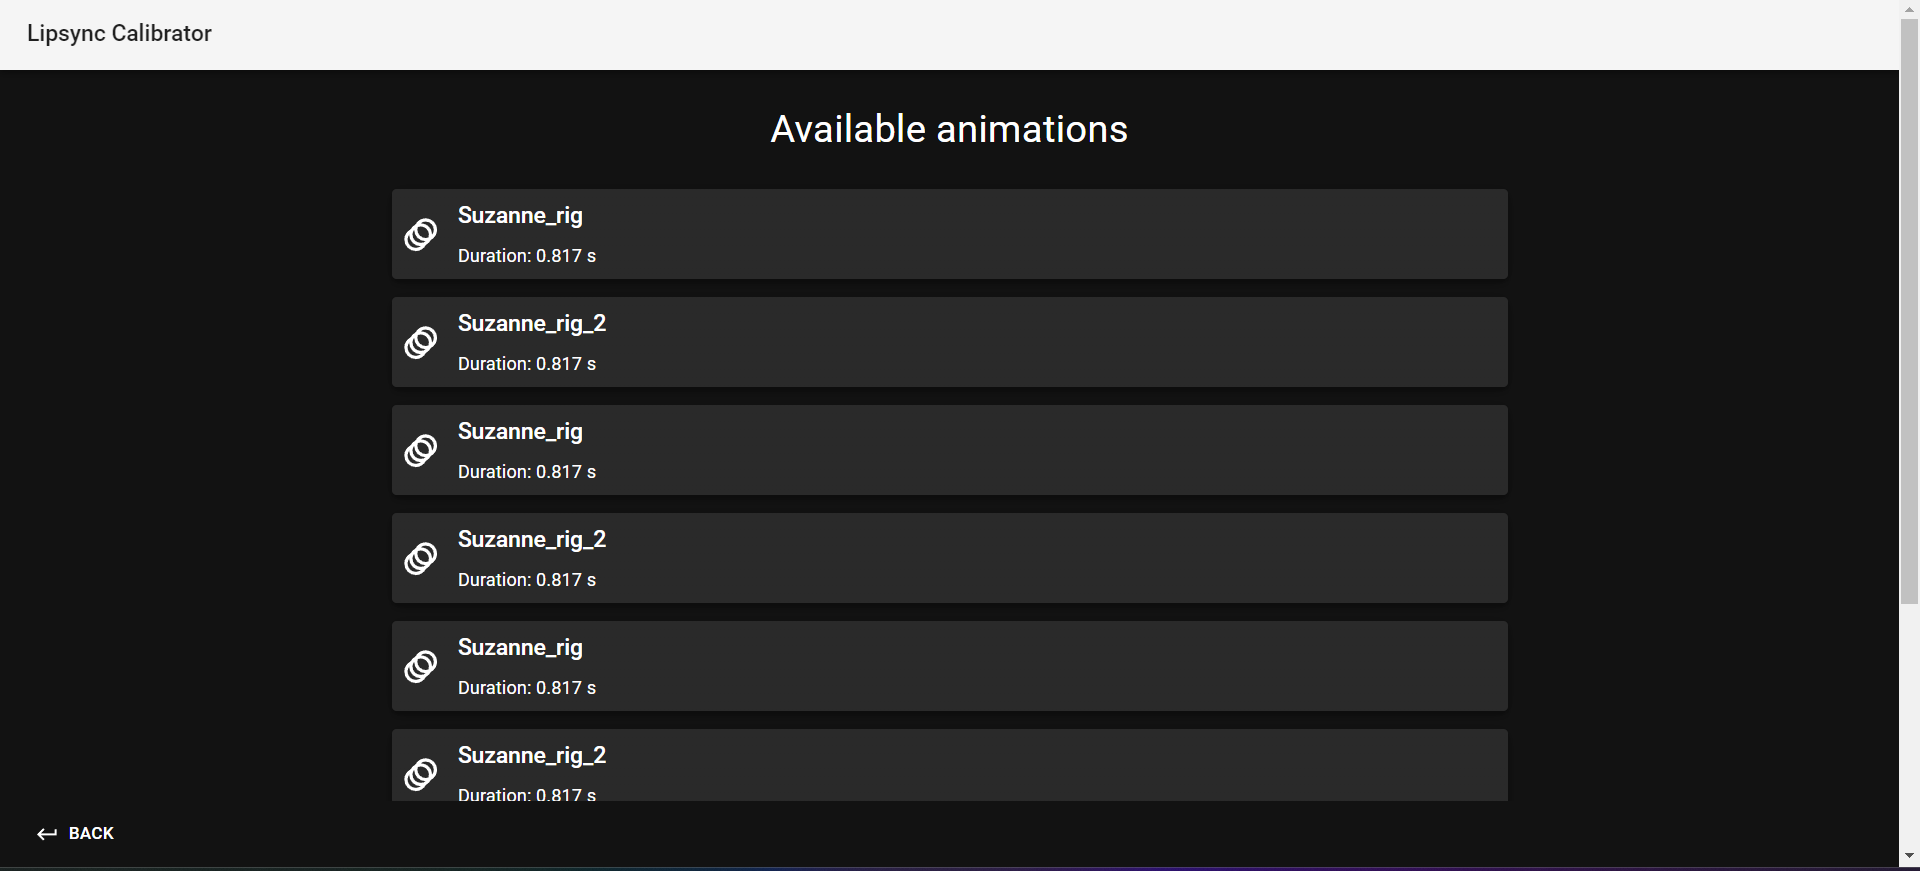 Lipsync Calibrator
Available animations
Suzanne_rig
Duration: 0.817 s
Suzanne_rig_2
Duration: 0.817 s
Suzanne_rig
Duration: 0.817 s
Suzanne_rig_2
Duration: 0.817 s
Suzanne_rig
Duration: 0.817 s
Suzanne_rig_2
Duration: 0.817 s
BACK